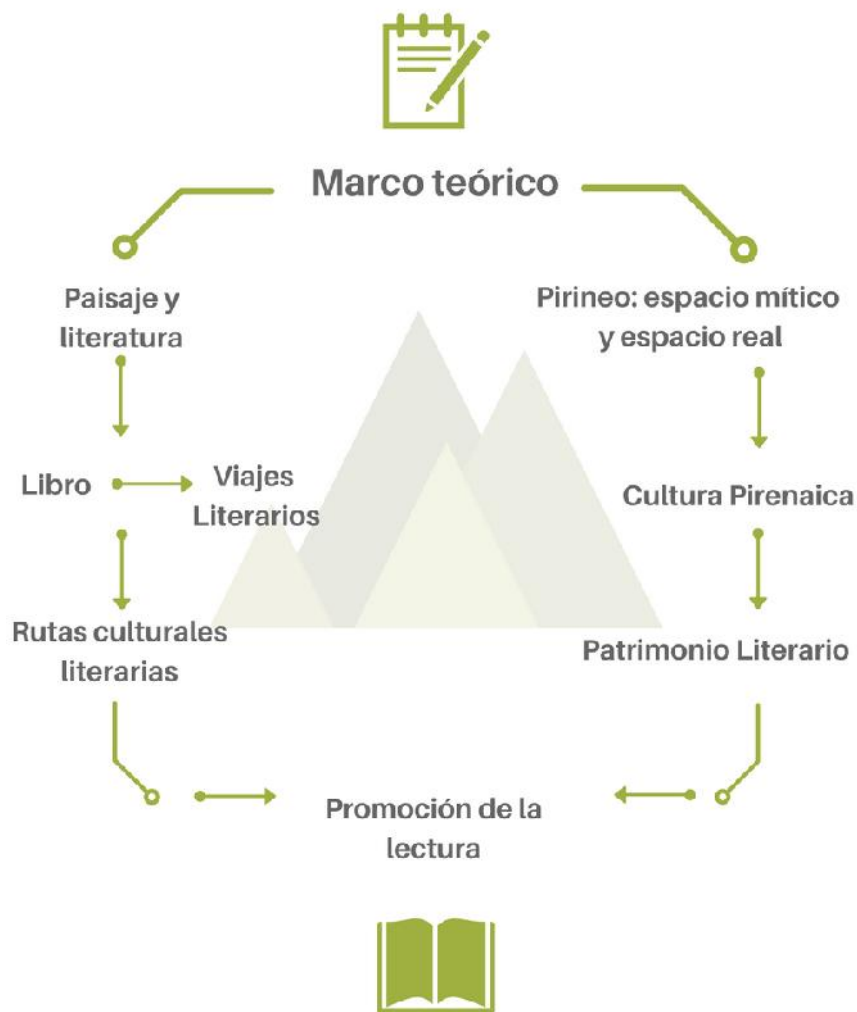 Marco teórico
Paisaje y
literatura
Libro
Viajes
Literarios
Rutas culturales
literarias
Pirineo: espacio mítico
y espacio real
Cultura Pirenaica
Patrimonio Literario
Promoción de la
lectura